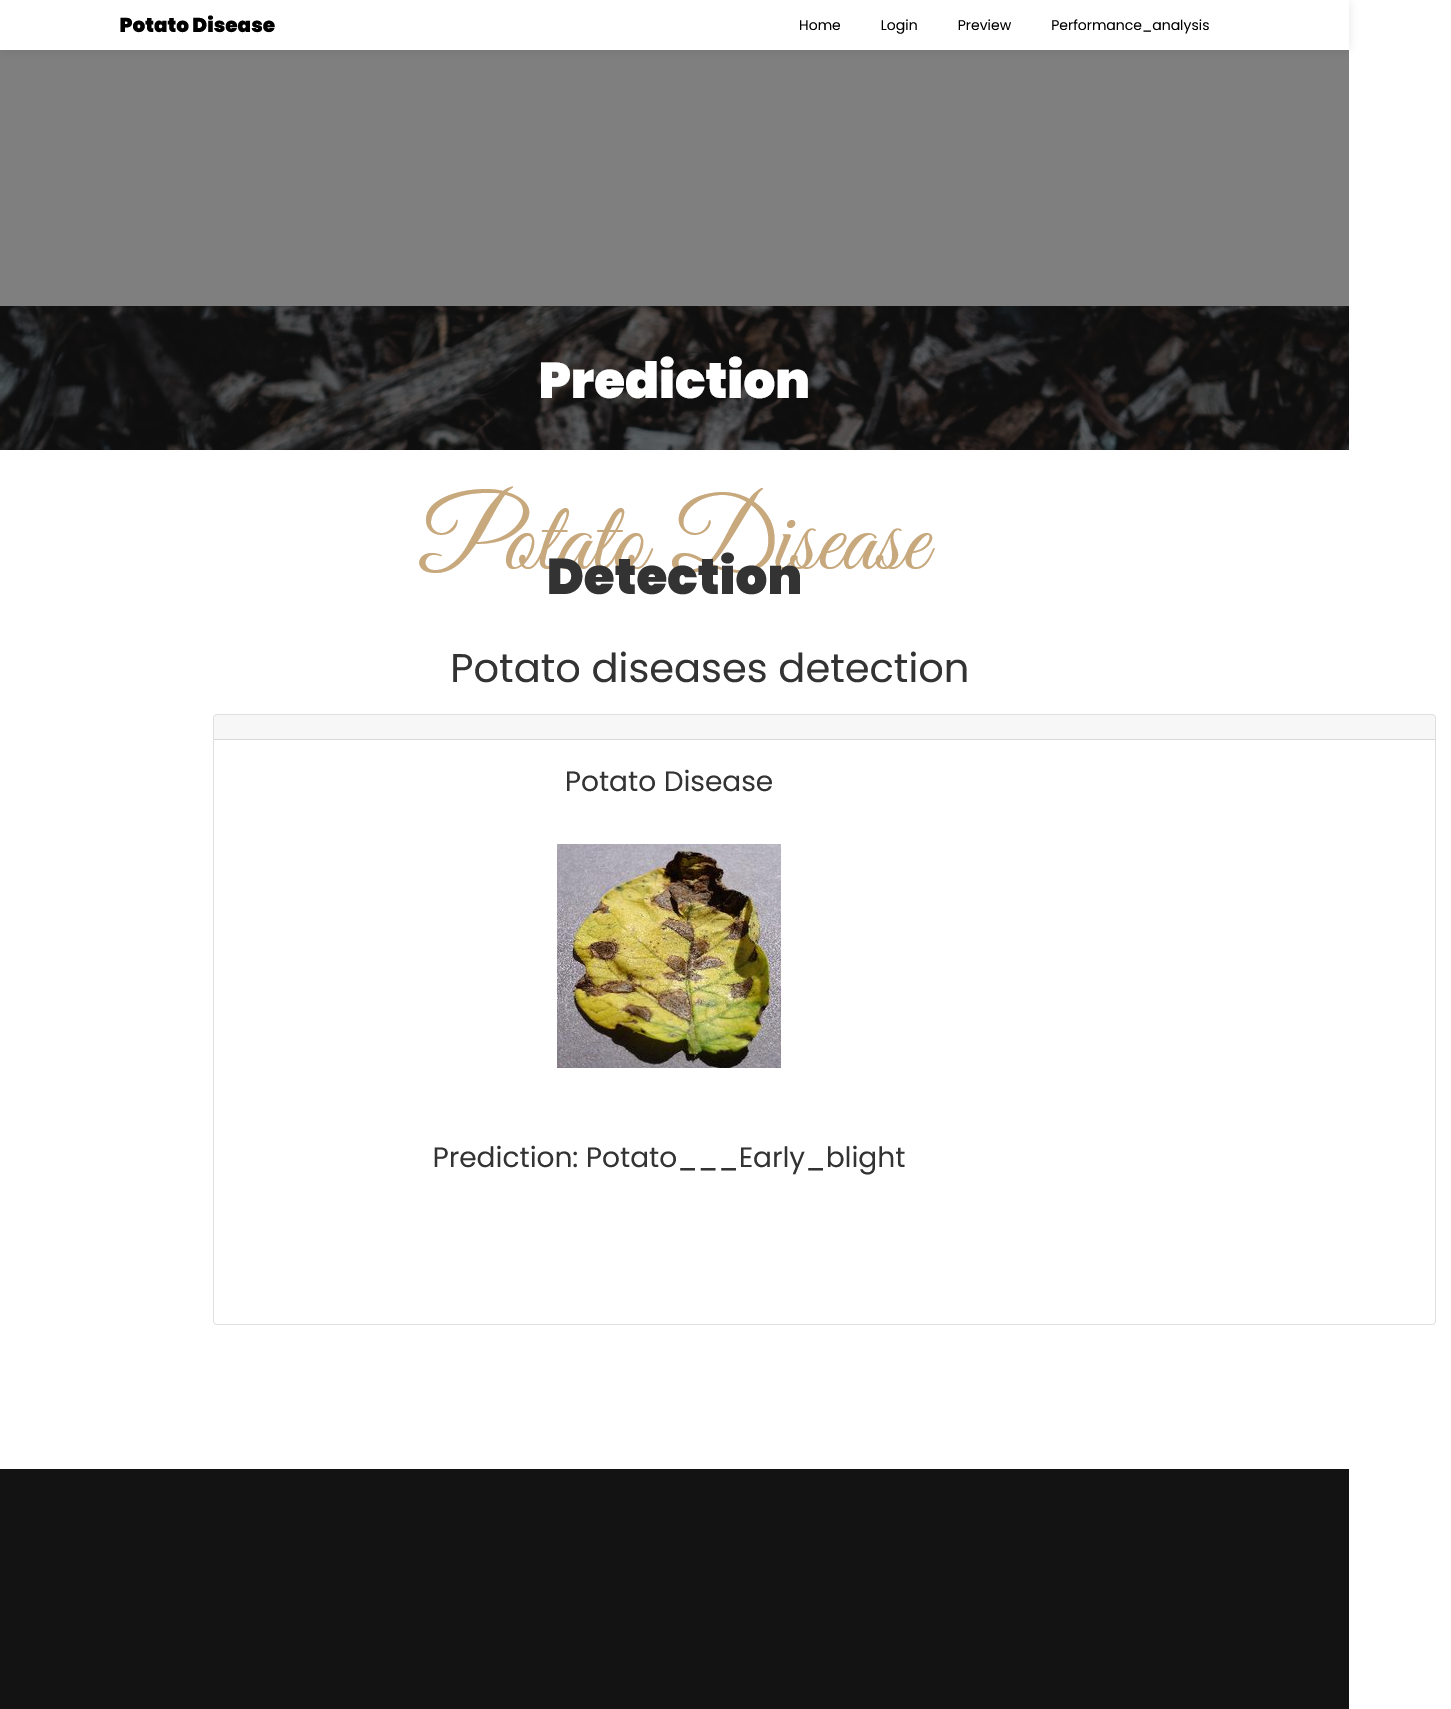 Potato Disease
Home Login Preview Performance_analysis
Prediction
Potato Disease
Detection
Potato diseases detection
Potato Disease
Prediction: Potato___Early_blight